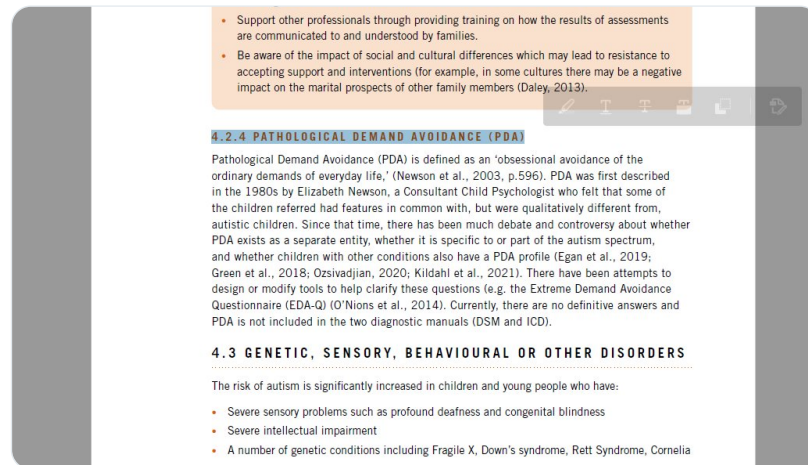 • Support other professionals through providing training on how the results of assessments
are communicated to and understood by families.
• Be aware of the impact of social and cultural differences which may lead to resistance to
accepting support and interventions (for example, in some cultures there may be a negative
impact on the marital prospects of other family members (Daley, 2013).
4.2.4 PATHOLOGICAL DEMAND AVOIDANCE (PDA)
Pathological Demand Avoidance (PDA) is defined as an ‘obsessional avoidance of the
ordinary demands of everyday life,’ (Newson et al., 2003, p.596). PDA was first described
in the 1980s by Elizabeth Newson, a Consultant Child Psychologist who felt that some of
the children referred had features in common with, but were qualitatively different from,
autistic children. Since that time, there has been much debate and controversy about whether
PDA exists as a separate entity, whether it is specific to or part of the autism spectrum,
and whether children with other conditions also have a PDA profile (Egan et al., 2019;
Green et al., 2018; Ozsivadjian, 2020; Kildahl et al., 2021). There have been attempts to
design or modify tools to help clarify these questions (e.g. the Extreme Demand Avoidance
Questionnaire (EDA-Q) (O’Nions et al., 2014). Currently, there are no definitive answers and
PDA is not included in the two diagnostic manuals (DSM and ICD).
4.3 GENETIC, SENSORY, BEHAVIOURAL OR OTHER DISORDERS
The risk of autism is significantly increased in children and young people who have:
• Severe sensory problems such as profound deafness and congenital blindness
• Severe intellectual impairment
• A number of genetic conditions including Fragile X, Down’s syndrome, Rett Syndrome, Cornelia